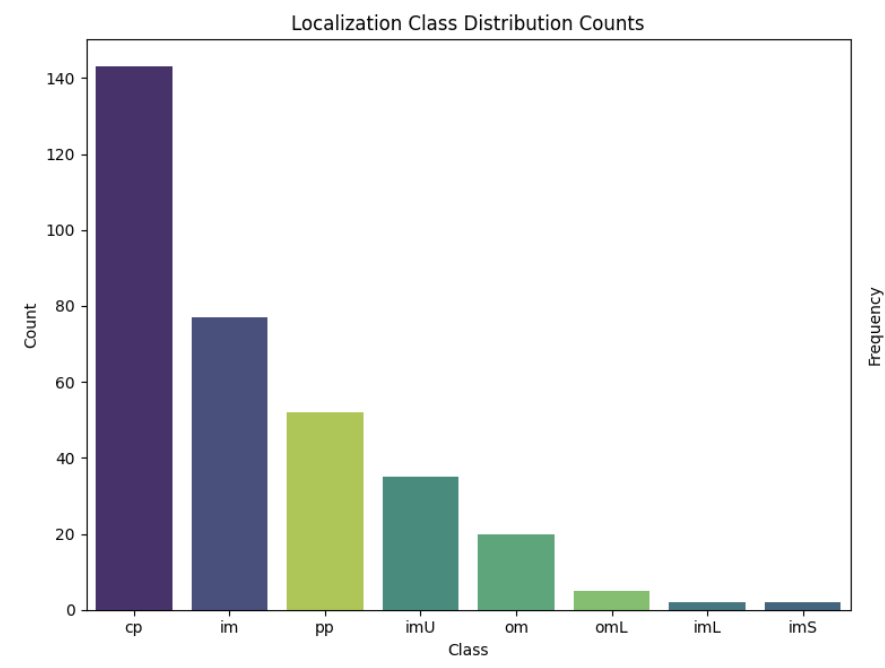 Localization Class Distribution Counts
140
120
100
80
60
40
20
0
Count
Frequency
cp im pp imU om omL imL imS
Class